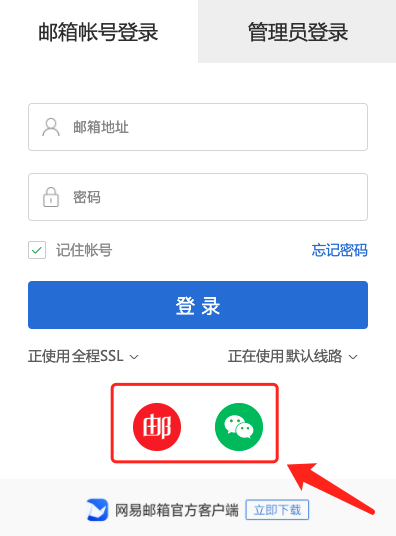 邮箱帐号登录 管理员登录
邮箱地址
密码
记住帐号 忘记密码
登 录
正使用全程SSL 正在使用默认线路
邮
网易邮箱官方客户端 立即下载